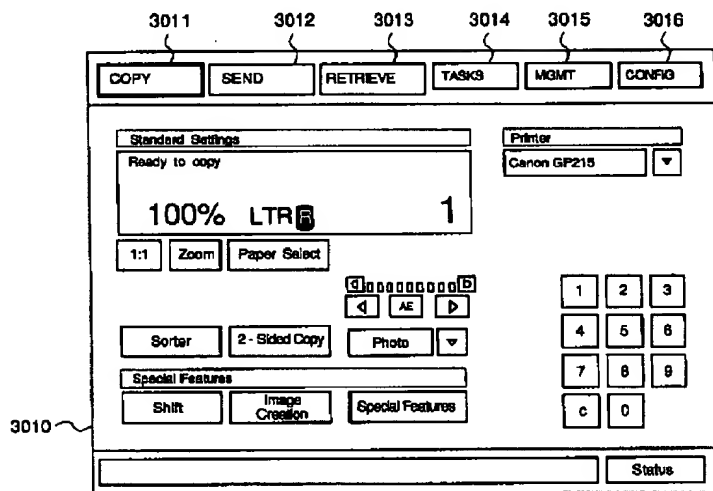 3011 3012 3013 3014 3015 3016
COPY SEND RETRIEVE TASKS MGMT CONFIG
Standard Settings Printer
Ready to copy Canon GP215
100% LTR R 1
1:1 Zoom Paper Select
AE
1 2 3
Sorter 2 - Sided Copy Photo 4 5 6
Special Features 7 8 9
Shift Image Creation Special Features C 0
3010
Status